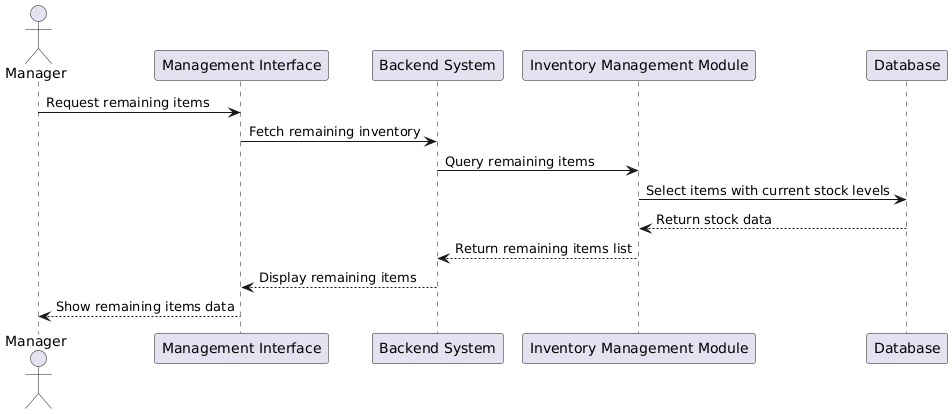 Manager
Management Interface
Backend System
Inventory Management Module
Database
Request remaining items
Fetch remaining inventory
Query remaining items
Select items with current stock levels
Return stock data
Return remaining items list
Display remaining items
Show remaining items data
Manager
Management Interface
Backend System
Inventory Management Module
Database